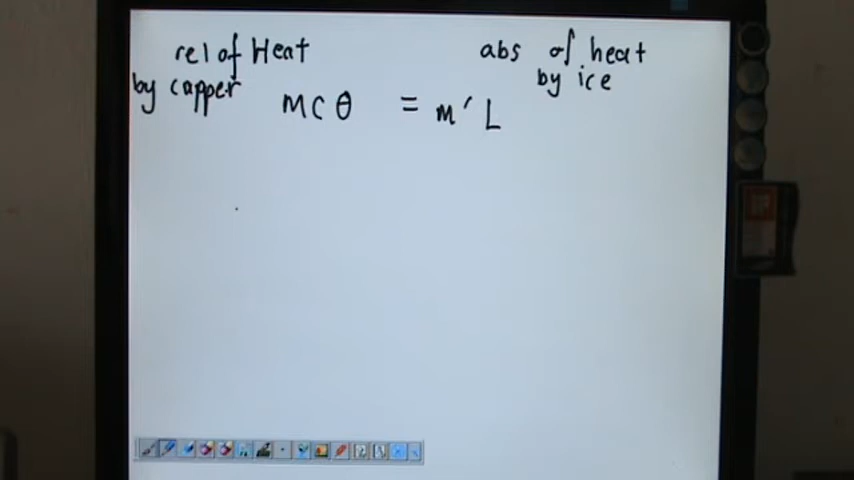 rel of Heat abs of heat
by capper by ice
mcθ = m′ L